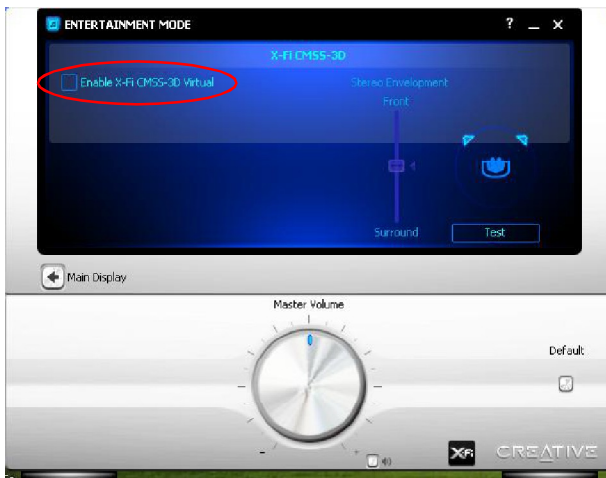 ENTERTAINMENT MODE
? _ X
X-Fi CMSS-3D
Enable X-Fi CMSS-3D Virtual
Stereo Envelopment
Front
Surround
Test
Main Display
Master Volume
- +
Default
X-Fi
CREATIVE